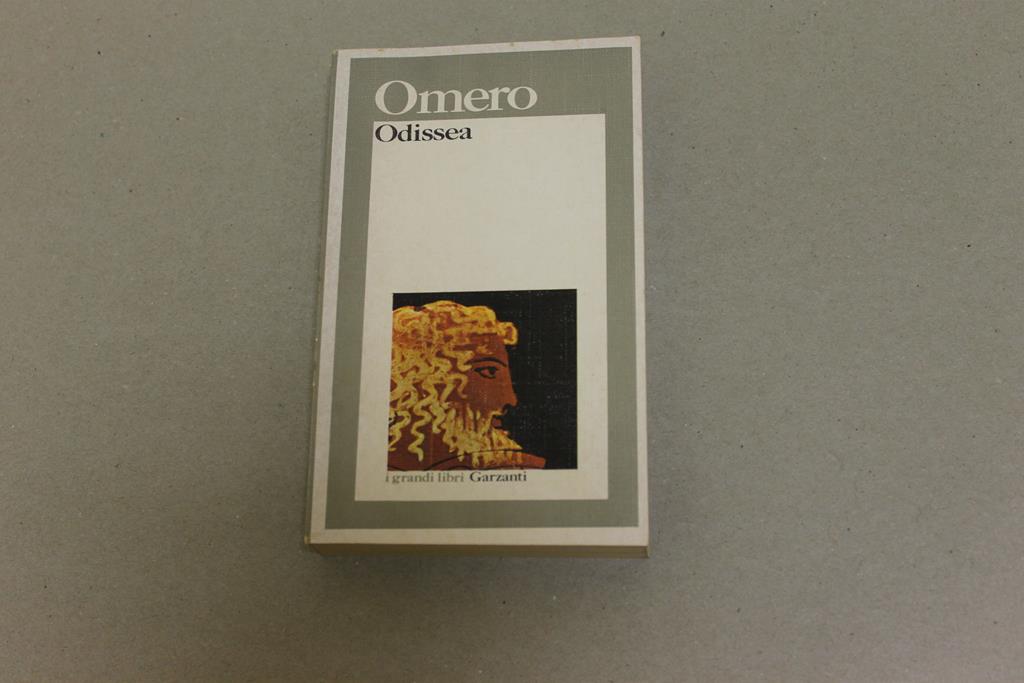 Omero
Odissea
i grandi libri Garzanti